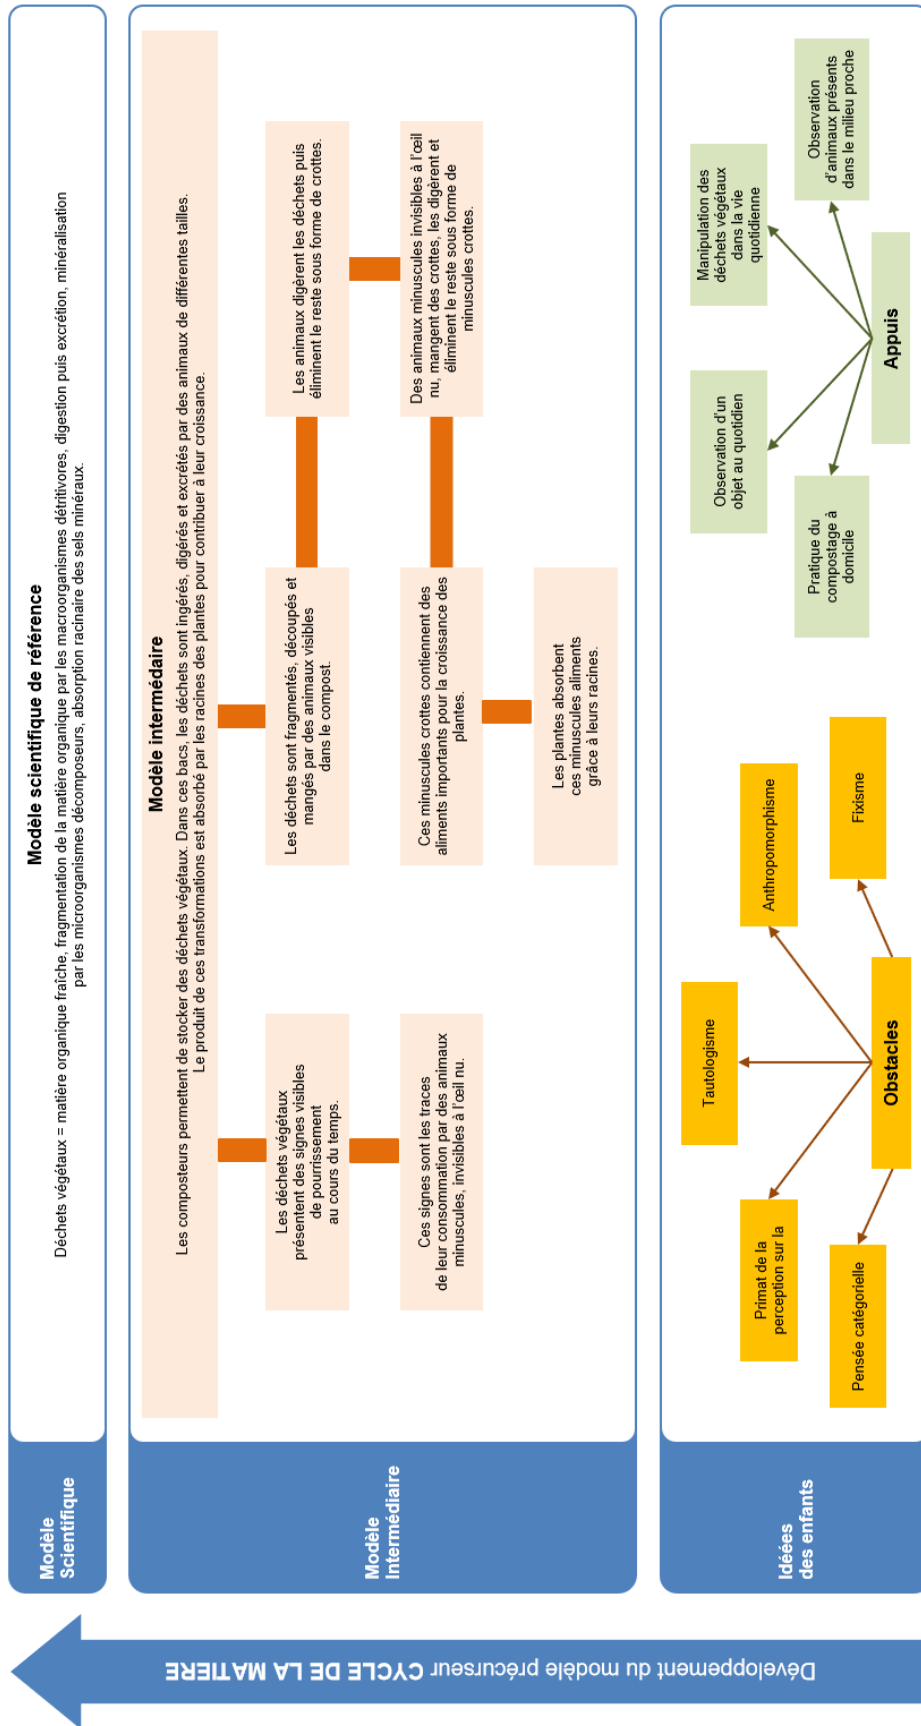 Développement du modèle précurseur CYCLE DE LA MATIERE
Modèle
Scientifique
Modèle scientifique de référence
Déchets végétaux = matière organique fraîche, fragmentation de la matière organique par les macroorganismes détritivores, digestion puis excrétion, minéralisation
par les microorganismes décomposeurs, absorption racinaire des sels minéraux.
Modèle
Intermédiaire
Modèle intermédaire
Les composteurs permettent de stocker des déchets végétaux. Dans ces bacs, les déchets sont ingérés, digérés et excrétés par des animaux de différentes tailles.
Le produit de ces transformations est absorbé par les racines des plantes pour contribuer à leur croissance.
Les déchets végétaux
présentent des signes visibles
de pourrissement
au cours du temps.
Ces signes sont les traces
de leur consommation par des animaux
minuscules, invisibles à l'œil nu.
Les déchets sont fragmentés, découpés et
mangés par des animaux visibles
dans le compost.
Les animaux digèrent les déchets puis
éliminent le reste sous forme de crottes.
Des animaux minuscules invisibles à l'œil
nu, mangent des crottes, les digèrent et
éliminent le reste sous forme de
minuscules crottes.
Ces minuscules crottes contiennent des
aliments importants pour la croissance des
plantes.
Les plantes absorbent
ces minuscules aliments
grâce à leurs racines.
Idéées
des enfants
Pensée catégorielle
Primat de la
perception sur la
Tautologisme
Anthropomorphisme
Fixisme
Obstacles
Pratique du
compostage à
domicile
Observation d'un
objet au quotidien
Manipulation des
déchets végétaux
dans la vie
quotidienne
Observation
d'animaux présents
dans le milieu proche
Appuis